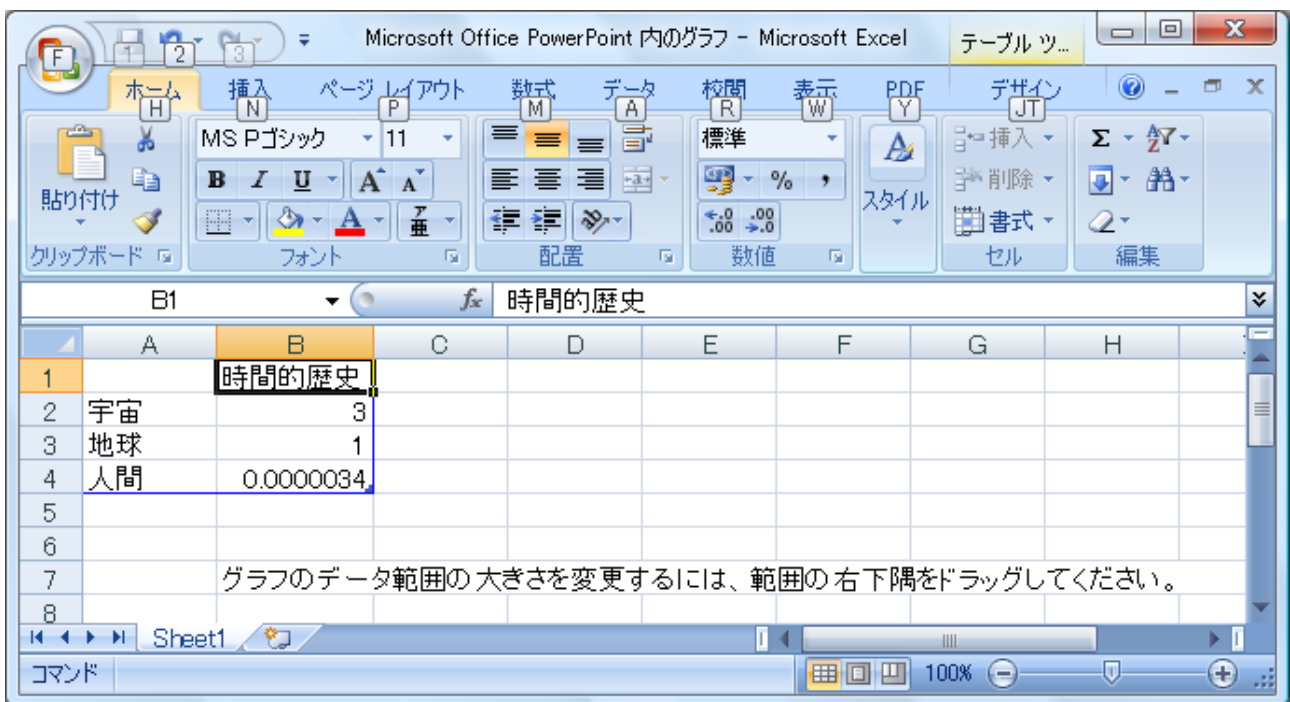 F 1 2 3 Microsoft Office PowerPoint 内のグラフ - Microsoft Excel テーブル ツ...
ホーム 挿入 ページ レイアウト 数式 データ 校閲 表示 PDF デザイン
H N P M A R W Y JT
MS Pゴシック 11 標準 挿入 Σ
貼り付け B I U A A % , スタイル 削除
A ア亜 .0 .00 .00 .0 書式
クリップボード フォント 配置 数値 セル 編集
B1 fx 時間的歴史
A B C D E F G H
1 時間的歴史
2 宇宙 3
3 地球 1
4 人間 0.0000034
5
6
7 グラフのデータ範囲の大きさを変更するには、範囲の右下隅をドラッグしてください。
8
Sheet1
コマンド 100%